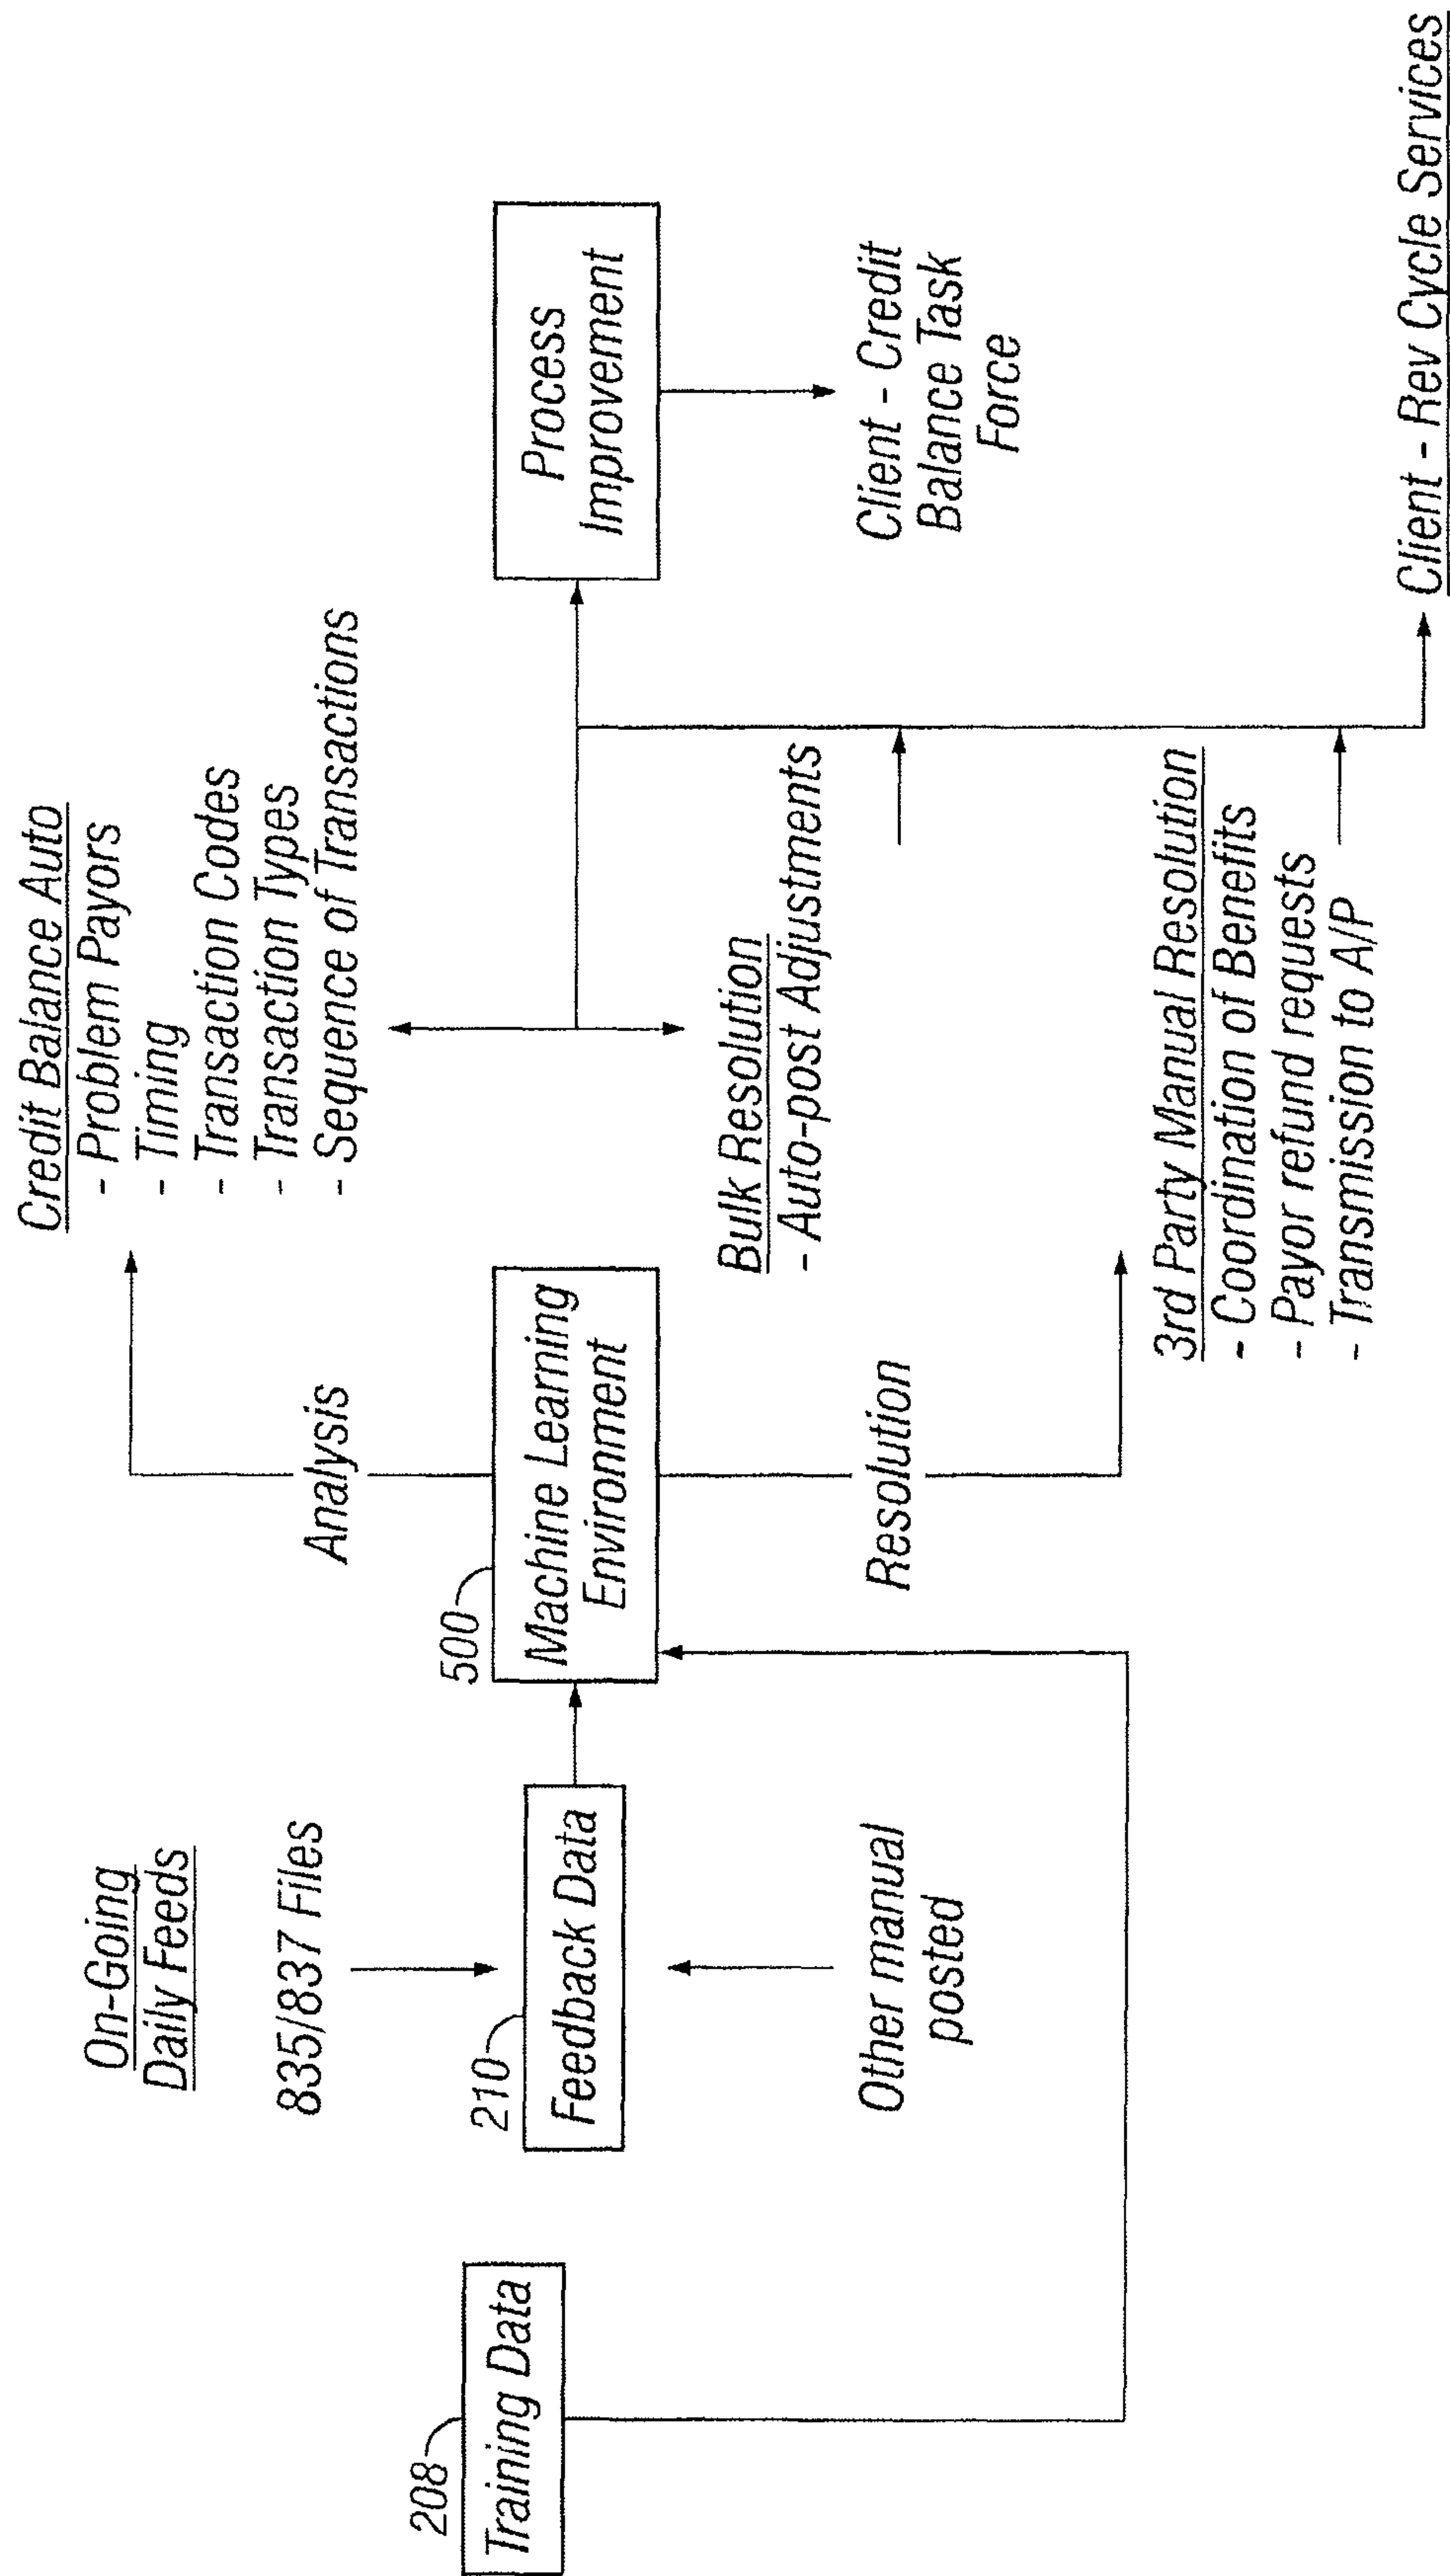 208
Training Data
On-Going
Daily Feeds
835/837 Files
210
Feedback Data
Other manual
posted
500
Machine Learning
Environment
Analysis
Resolution
Credit Balance Auto
- Problem Payors
- Timing
- Transaction Codes
- Transaction Types
- Sequence of Transactions
Bulk Resolution
- Auto-post Adjustments
3rd Party Manual Resolution
- Coordination of Benefits
- Payor refund requests
- Transmission to A/P
Process
Improvement
Client - Credit
Balance Task
Force
Client - Rev Cycle Services